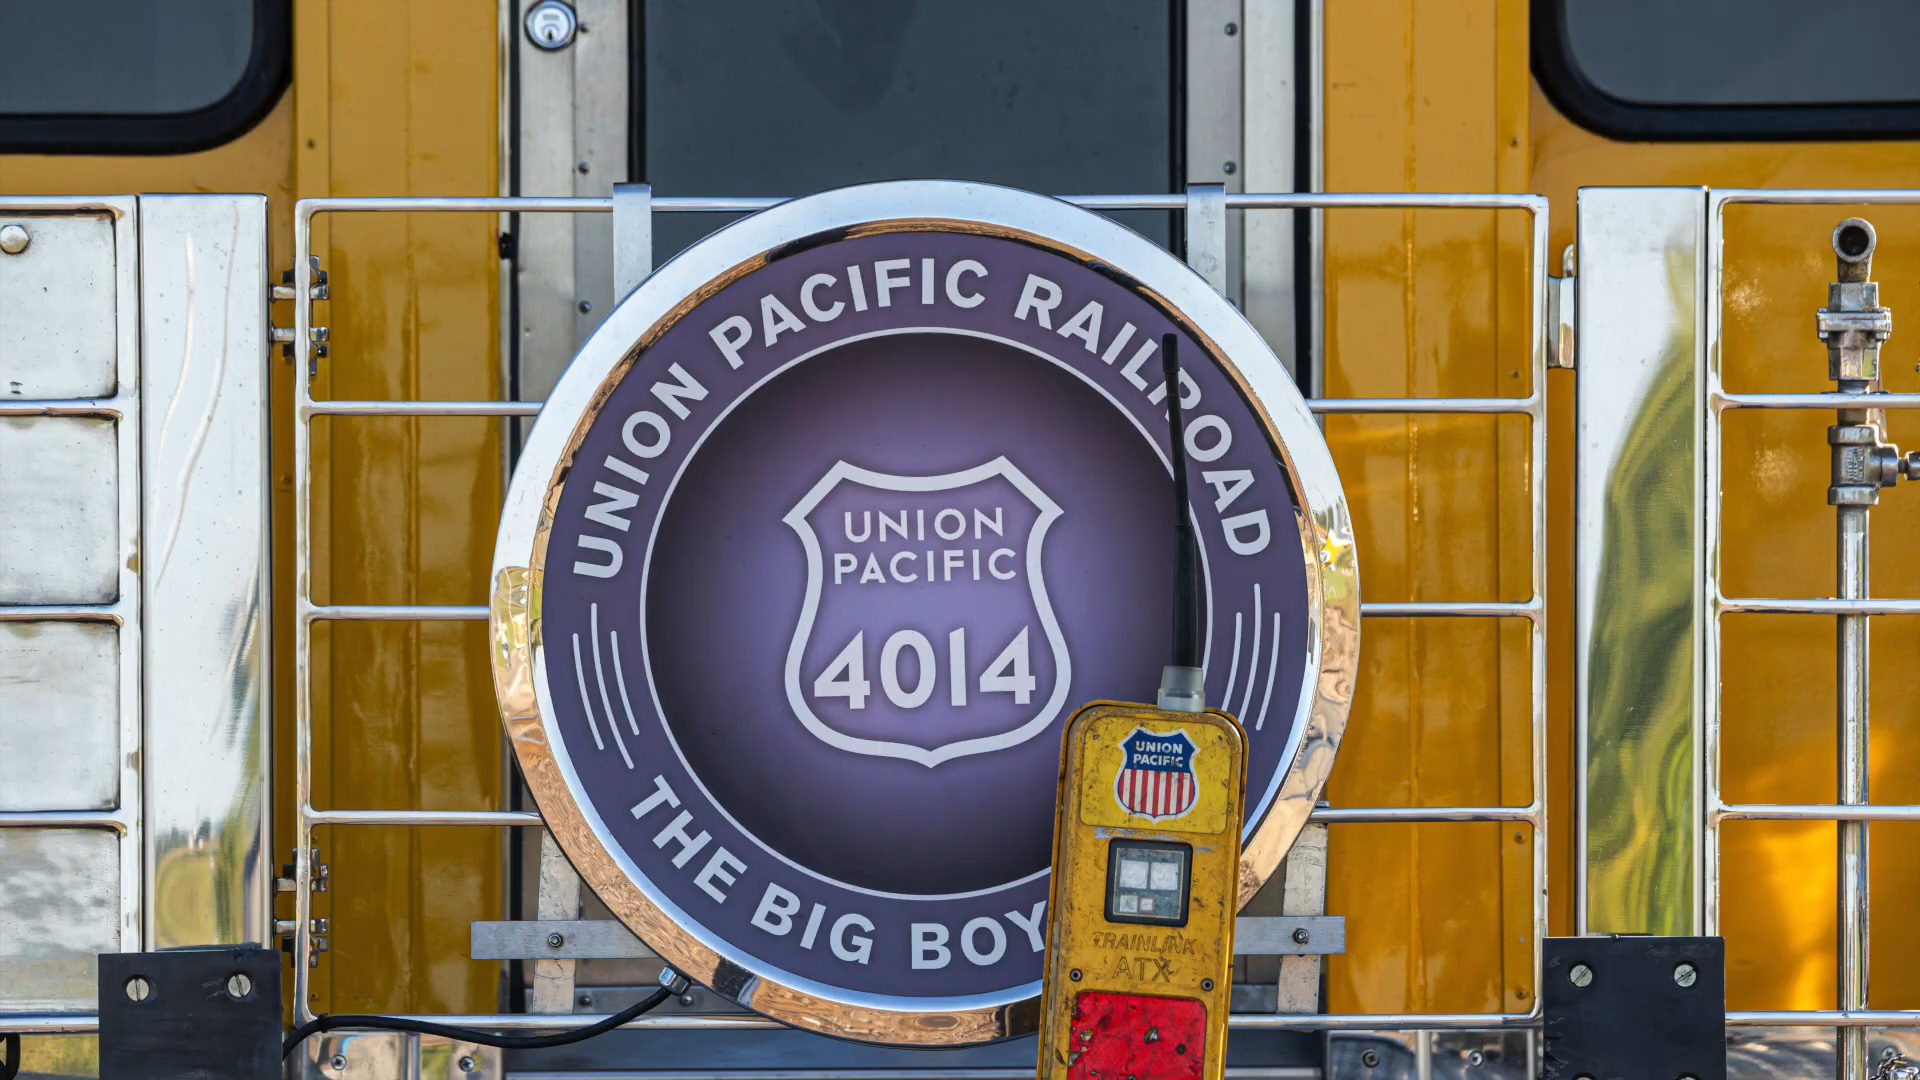 UNION PACIFIC RAILROAD
UNION
PACIFIC
4014
THE BIG BOY
UNION
PACIFIC
TRAINLINK
ATX